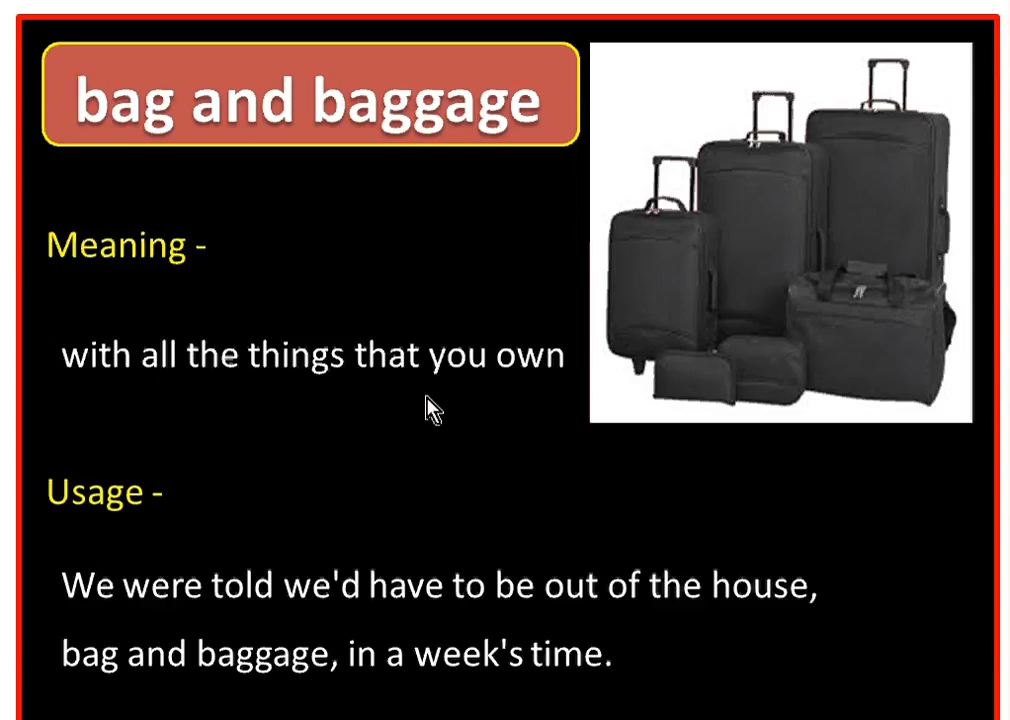 bag and baggage
Meaning -
with all the things that you own
Usage -
We were told we'd have to be out of the house,
bag and baggage, in a week's time.